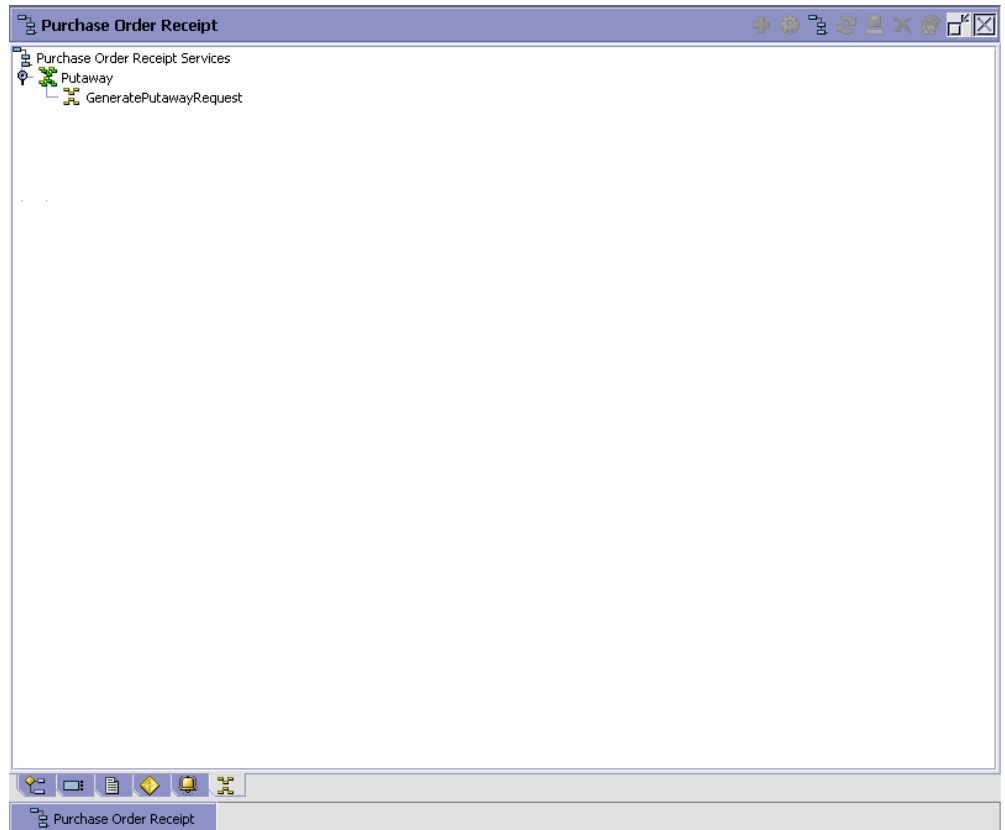 Purchase Order Receipt
Purchase Order Receipt Services
Putaway
GeneratePutawayRequest
Purchase Order Receipt